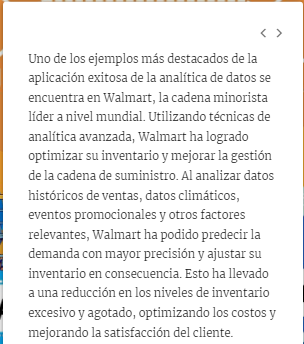 Uno de los ejemplos más destacados de la
aplicación exitosa de la analítica de datos se
encuentra en Walmart, la cadena minorista
líder a nivel mundial. Utilizando técnicas de
analítica avanzada, Walmart ha logrado
optimizar su inventario y mejorar la gestión
de la cadena de suministro. Al analizar datos
históricos de ventas, datos climáticos,
eventos promocionales y otros factores
relevantes, Walmart ha podido predecir la
demanda con mayor precisión y ajustar su
inventario en consecuencia. Esto ha llevado
a una reducción en los niveles de inventario
excesivo y agotado, optimizando los costos y
mejorando la satisfacción del cliente.